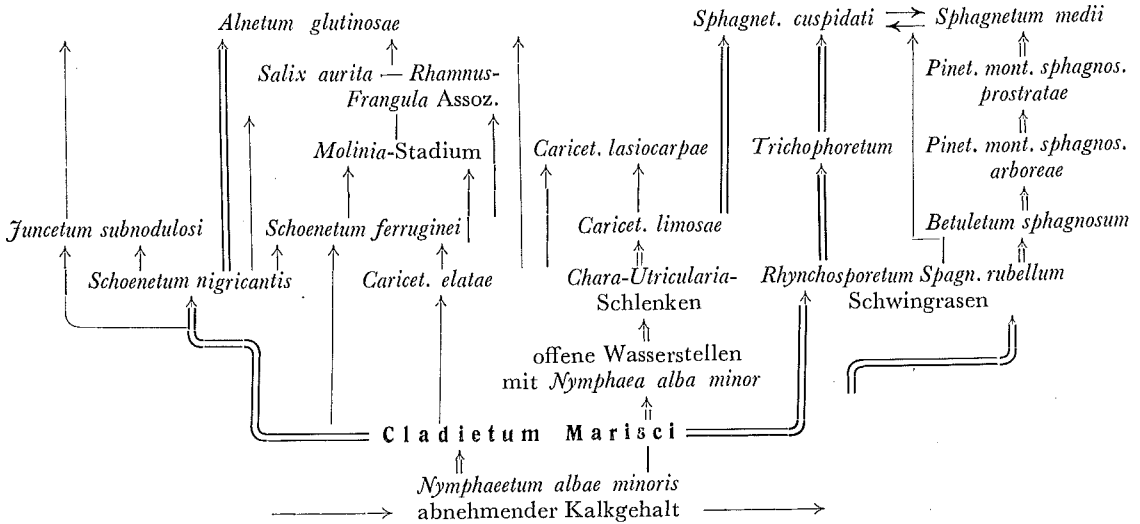 Alnetum glutinosae
Sphagnet. cuspidati
Sphagnetum medii
Salix aurita — Rhamnus-
Frangula Assoz.
Pinet. mont. sphagnos.
prostratae
Molinia-Stadium
Caricet. lasiocarpae
Trichophoretum
Pinet. mont. sphagnos.
arboreae
Juncetum subnodulosi
Schoenetum ferruginei
Caricet. limosae
Betuletum sphagnosum
Schoenetum nigricantis
Caricet. elatae
Chara-Utricularia-
Schlenken
Rhynchosporetum Spagn. rubellum
Schwingrasen
offene Wasserstellen
mit Nymphaea alba minor
Cladietum Marisci
Nymphaeetum albae minoris
abnehmender Kalkgehalt